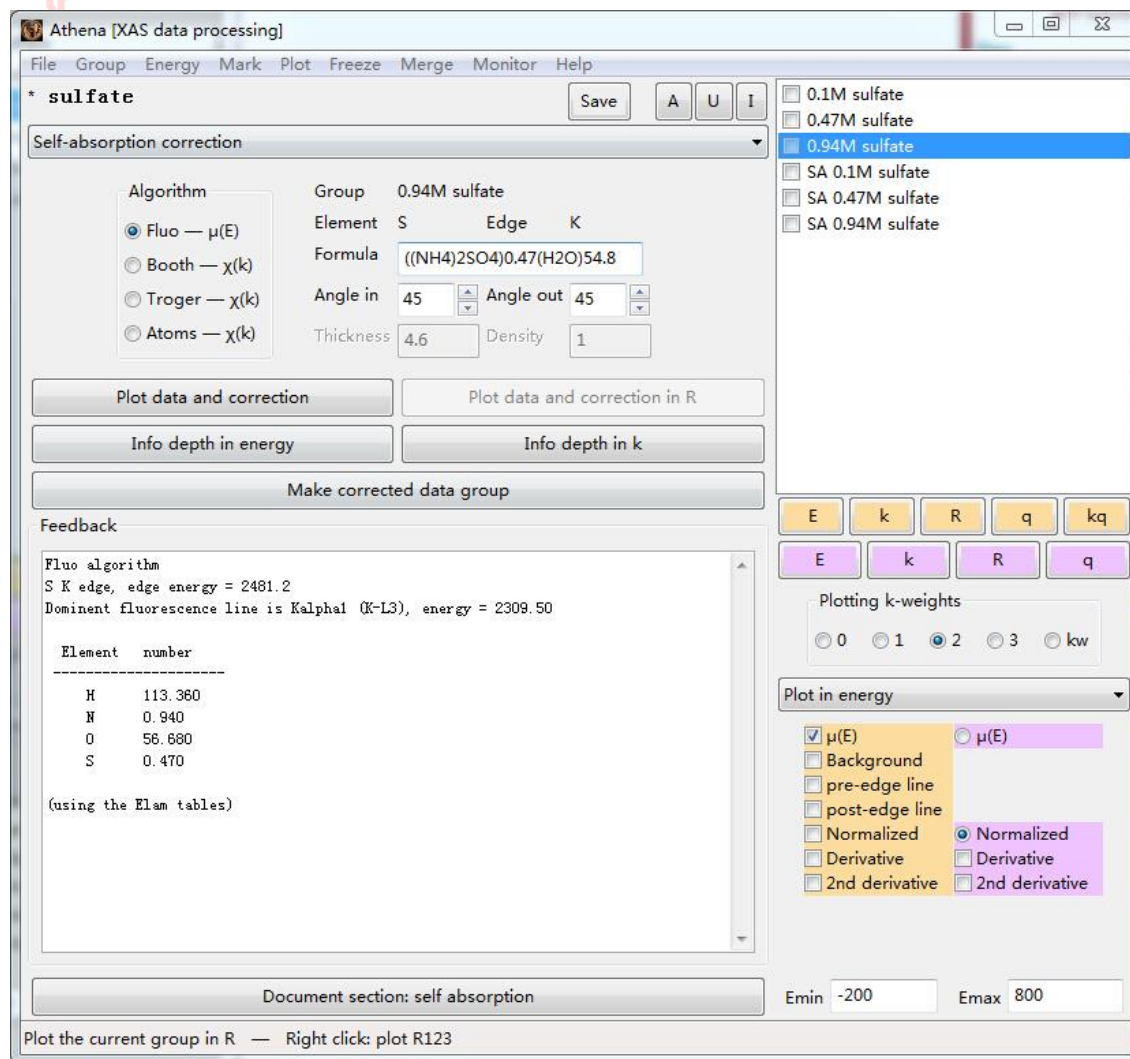 Athena [XAS data processing]
File Group Energy Mark Plot Freeze Merge Monitor Help
* sulfate
Save A U I
Self-absorption correction
Algorithm
Fluo — μ(E)
Booth — χ(k)
Troger — χ(k)
Atoms — χ(k)
Group 0.94M sulfate
Element S Edge K
Formula ((NH4)2SO4)0.47(H2O)54.8
Angle in 45 Angle out 45
Thickness 4.6 Density 1
Plot data and correction Plot data and correction in R
Info depth in energy Info depth in k
Make corrected data group
Feedback
Fluo algorithm
S K edge, edge energy = 2481.2
Dominent fluorescence line is Kalpha1 (K-L3), energy = 2309.50
Element number
---------------------
H 113.360
N 0.940
O 56.680
S 0.470
(using the Elam tables)
Document section: self absorption
Plot the current group in R — Right click: plot R123
0.1M sulfate
0.47M sulfate
0.94M sulfate
SA 0.1M sulfate
SA 0.47M sulfate
SA 0.94M sulfate
E k R q kq
E k R q
Plotting k-weights
0 1 2 3 kw
Plot in energy
μ(E) μ(E)
Background
pre-edge line
post-edge line
Normalized Normalized
Derivative Derivative
2nd derivative 2nd derivative
Emin -200 Emax 800